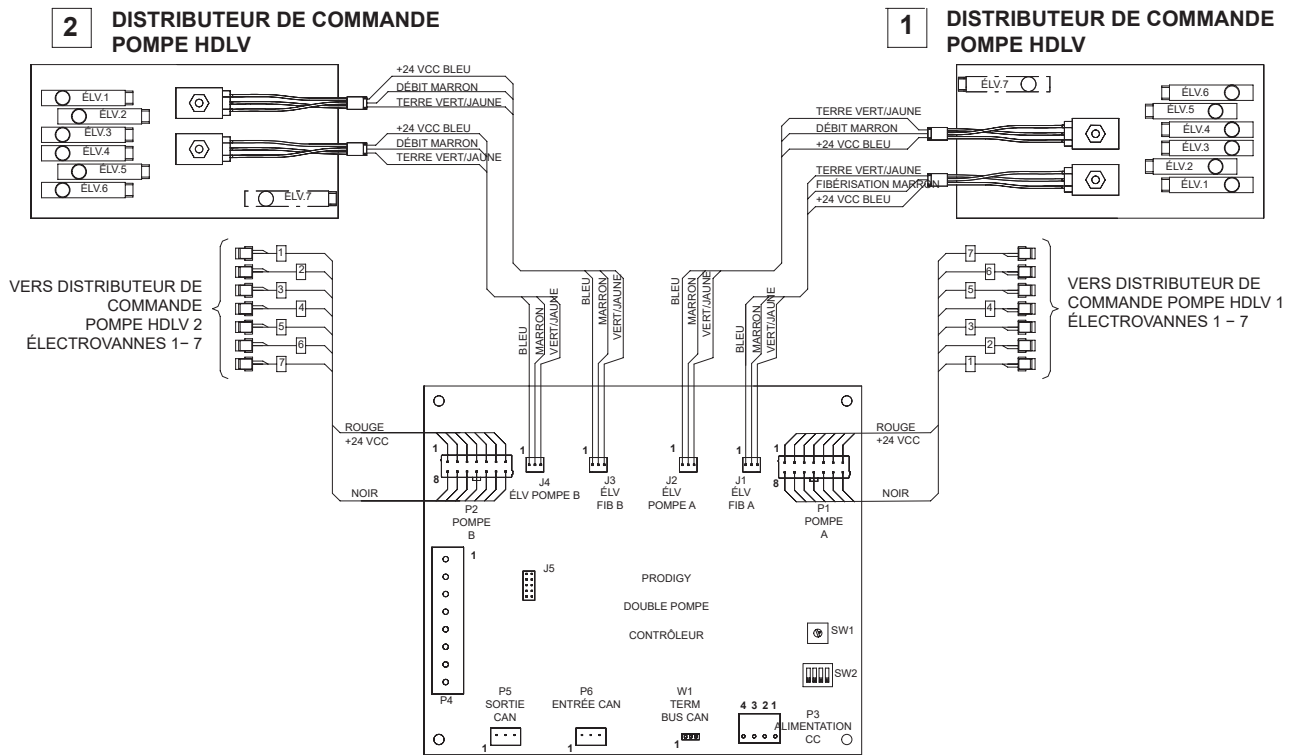 2 DISTRIBUTEUR DE COMMANDE
POMPE HDLV
1 DISTRIBUTEUR DE COMMANDE
POMPE HDLV
ÉLV.1
ÉLV.2
ÉLV.3
ÉLV.4
ÉLV.5
ÉLV.6
ÉLV.7
+24 VCC BLEU
DÉBIT MARRON
TERRE VERT/JAUNE
+24 VCC BLEU
DÉBIT MARRON
TERRE VERT/JAUNE
TERRE VERT/JAUNE
DÉBIT MARRON
+24 VCC BLEU
TERRE VERT/JAUNE
FIBÉRISATION MARRON
+24 VCC BLEU
ÉLV.7
ÉLV.6
ÉLV.5
ÉLV.4
ÉLV.3
ÉLV.2
ÉLV.1
VERS DISTRIBUTEUR DE
COMMANDE
POMPE HDLV 2
ÉLECTROVANNES 1− 7
1
2
3
4
5
6
7
BLEU
MARRON
VERT/JAUNE
BLEU
MARRON
VERT/JAUNE
BLEU
MARRON
VERT/JAUNE
BLEU
MARRON
VERT/JAUNE
7
6
5
4
3
2
1
VERS DISTRIBUTEUR DE
COMMANDE POMPE HDLV 1
ÉLECTROVANNES 1 − 7
ROUGE
+24 VCC
NOIR
1
8
P2
POMPE
B
1
J4
ÉLV POMPE B
1
J3
ÉLV
FIB B
1
J2
ÉLV
POMPE A
1
J1
ÉLV
FIB A
1
8
P1
POMPE
A
ROUGE
+24 VCC
NOIR
1
P4
J5
PRODIGY
DOUBLE POMPE
CONTRÔLEUR
SW1
SW2
P5
SORTIE
CAN
1
P6
ENTRÉE CAN
1
W1
TERM
BUS CAN
1
4 3 2 1
P3
ALIMENTATION
CC